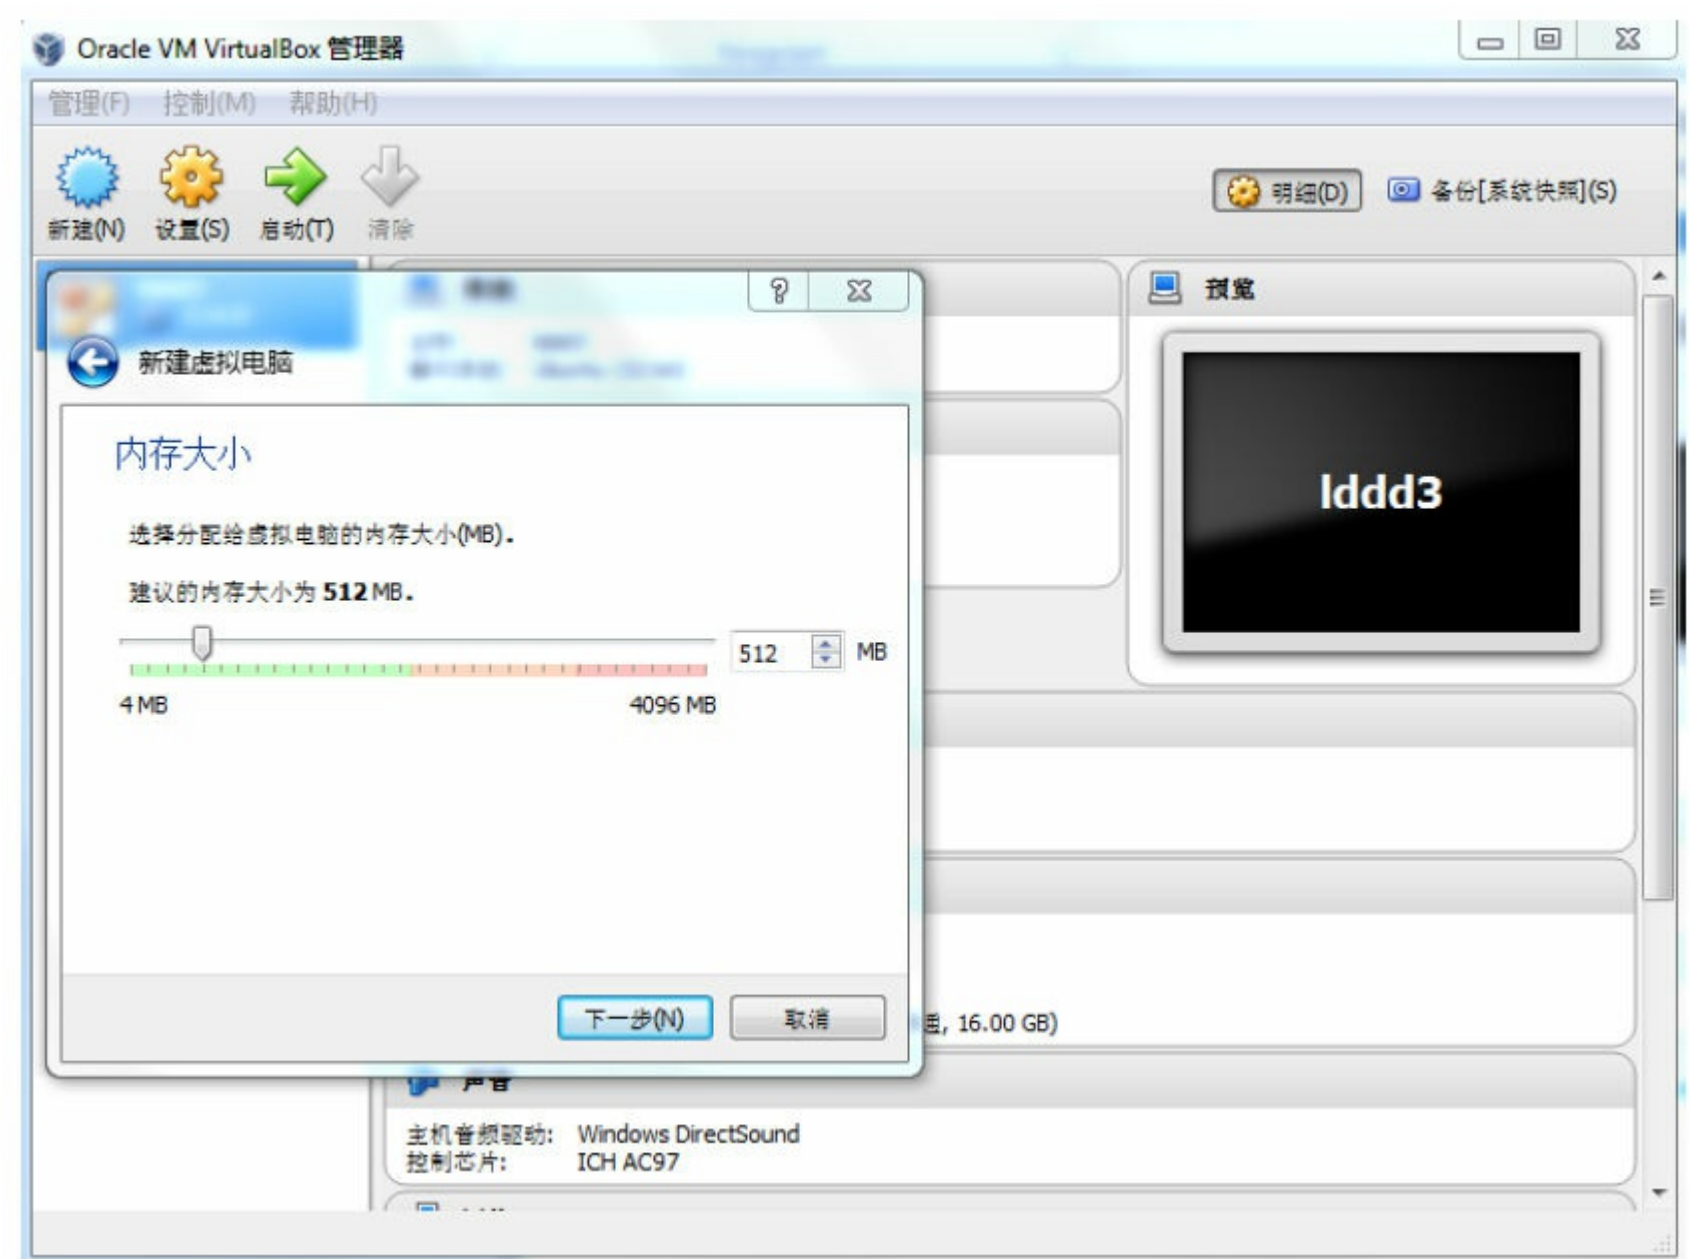 Oracle VM VirtualBox 管理器
管理(F) 控制(M) 帮助(H)
新建(N) 设置(S) 启动(T) 清除
明细(D) 备份[系统快照](S)
新建虚拟电脑
预览
lddd3
内存大小
选择分配给虚拟电脑的内存大小(MB)。
建议的内存大小为 512 MB。
512 MB
4 MB 4096 MB
下一步(N) 取消
, 16.00 GB)
声音
主机音频驱动: Windows DirectSound
控制芯片: ICH AC97